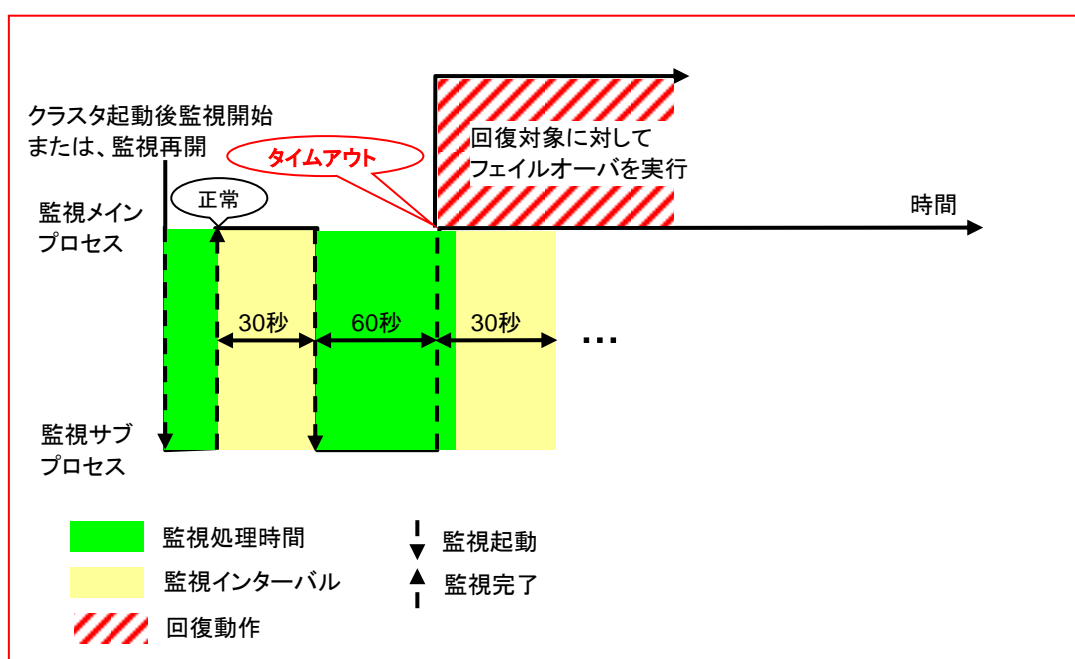 クラスタ起動後監視開始
または、監視再開
タイムアウト
回復対象に対して
フェイルオーバを実行
正常
時間
監視メイン
プロセス
30秒
60秒
30秒
...
監視サブ
プロセス
監視処理時間
監視起動
監視インターバル
監視完了
回復動作